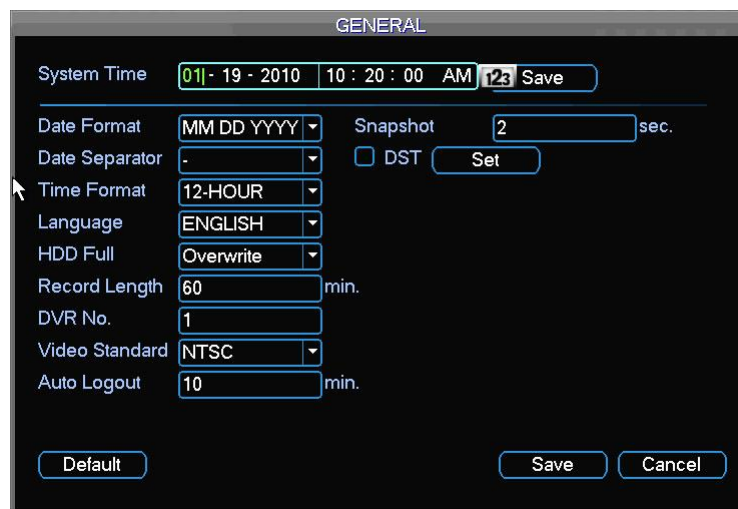 GENERAL
System Time 01 - 19 - 2010 10 : 20 : 00 AM 123 Save
Date Format MM DD YYYY Snapshot 2 sec.
Date Separator - DST Set
Time Format 12-HOUR
Language ENGLISH
HDD Full Overwrite
Record Length 60 min.
DVR No. 1
Video Standard NTSC
Auto Logout 10 min.
Default Save Cancel